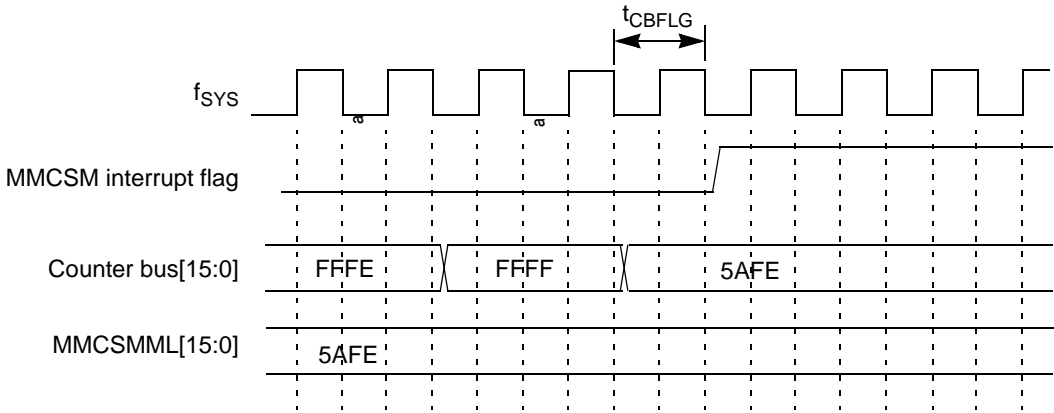 tCBFLG
fSYS
a
a
MMCSM interrupt flag
Counter bus[15:0] FFFE FFFF 5AFE
MMCSMML[15:0] 5AFE